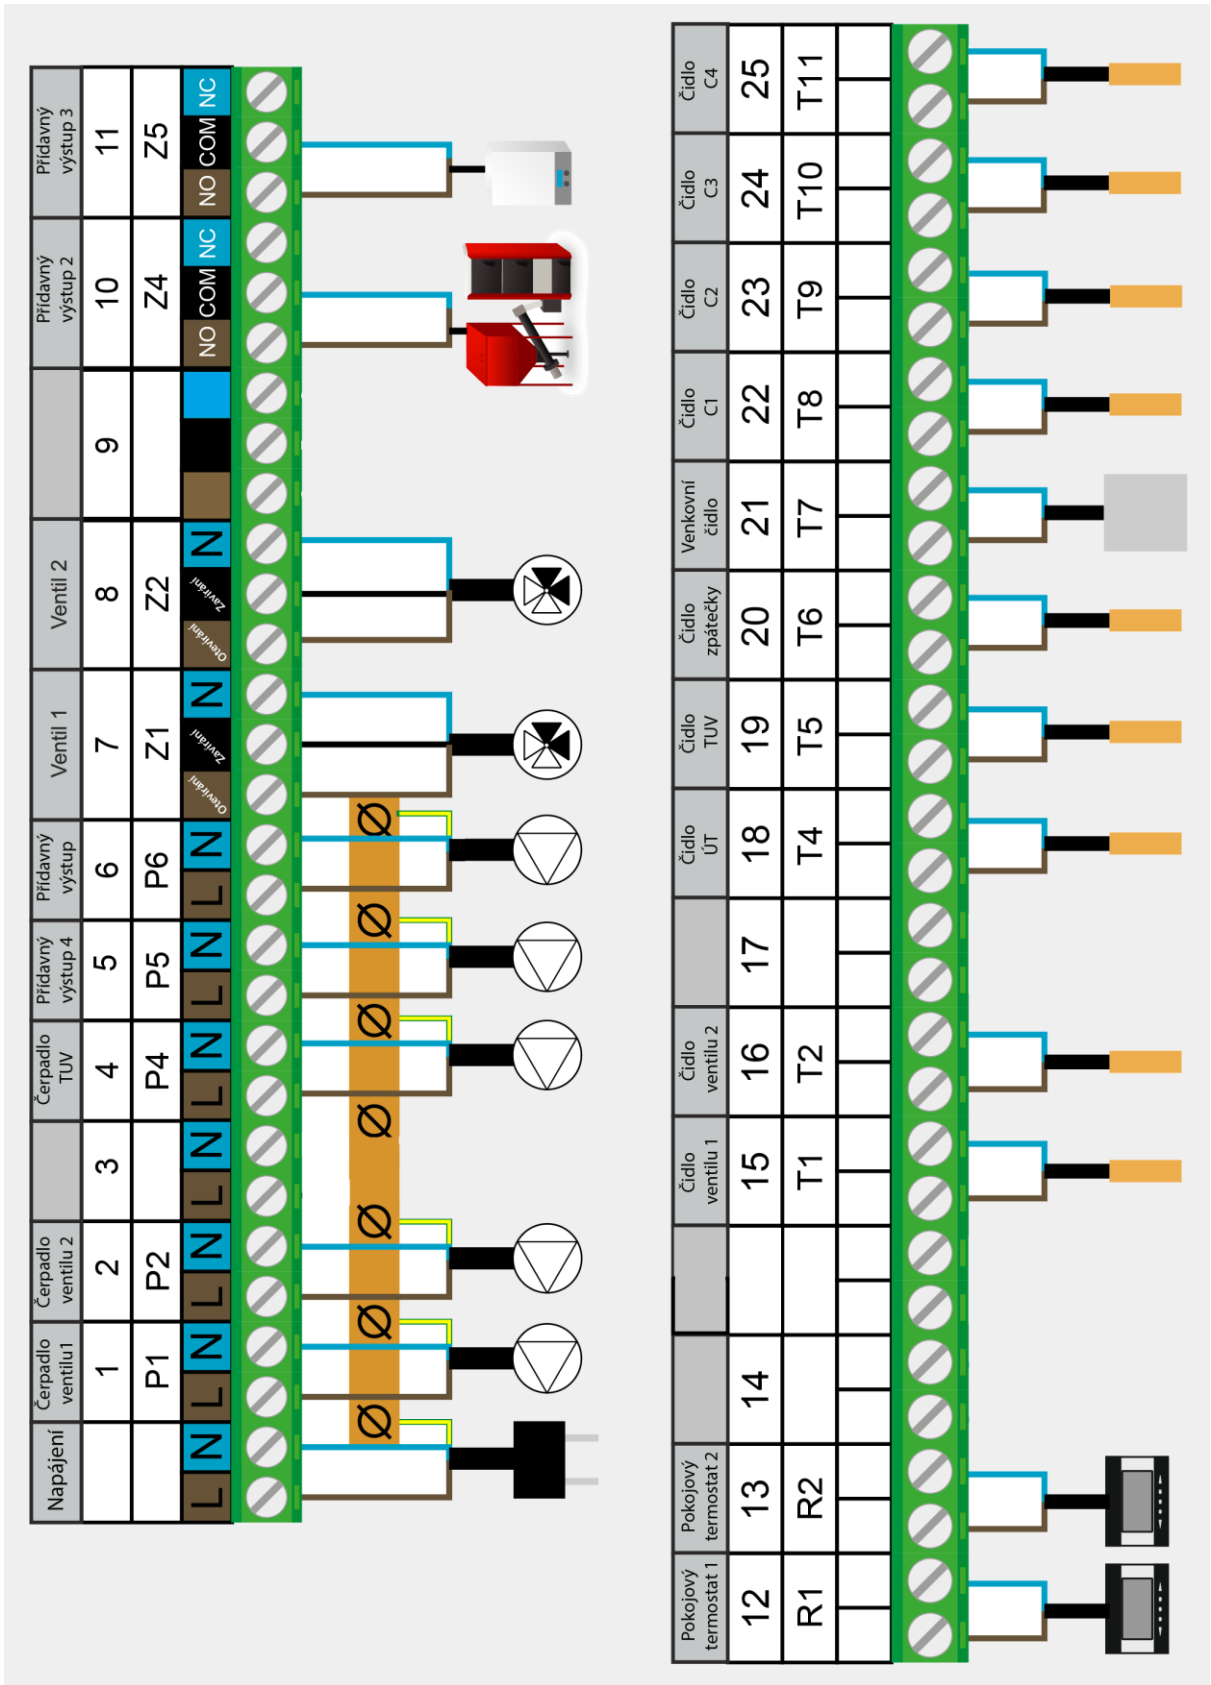 Napájení
L N
Čerpadlo
ventilu1
1
P1
L N
Čerpadlo
ventilu 2
2
P2
L N
3
L N
Čerpadlo
TUV
4
P4
L N
Přídavný
výstup 4
5
P5
L N
Přídavný
výstup
6
P6
L N
Ventil 1
7
Z1
Otevírání Zavírání N
Ventil 2
8
Z2
Otevírání Zavírání N
9
Přídavný
výstup 2
10
Z4
NO COM NC
Přídavný
výstup 3
11
Z5
NO COM NC
Pokojový
termostat 1
12
R1
Pokojový
termostat 2
13
R2
14
Čidlo
ventilu 1
15
T1
Čidlo
ventilu 2
16
T2
17
Čidlo
ÚT
18
T4
Čidlo
TUV
19
T5
Čidlo
zpátečky
20
T6
Venkovní
čidlo
21
T7
Čidlo
C1
22
T8
Čidlo
C2
23
T9
Čidlo
C3
24
T10
Čidlo
C4
25
T11